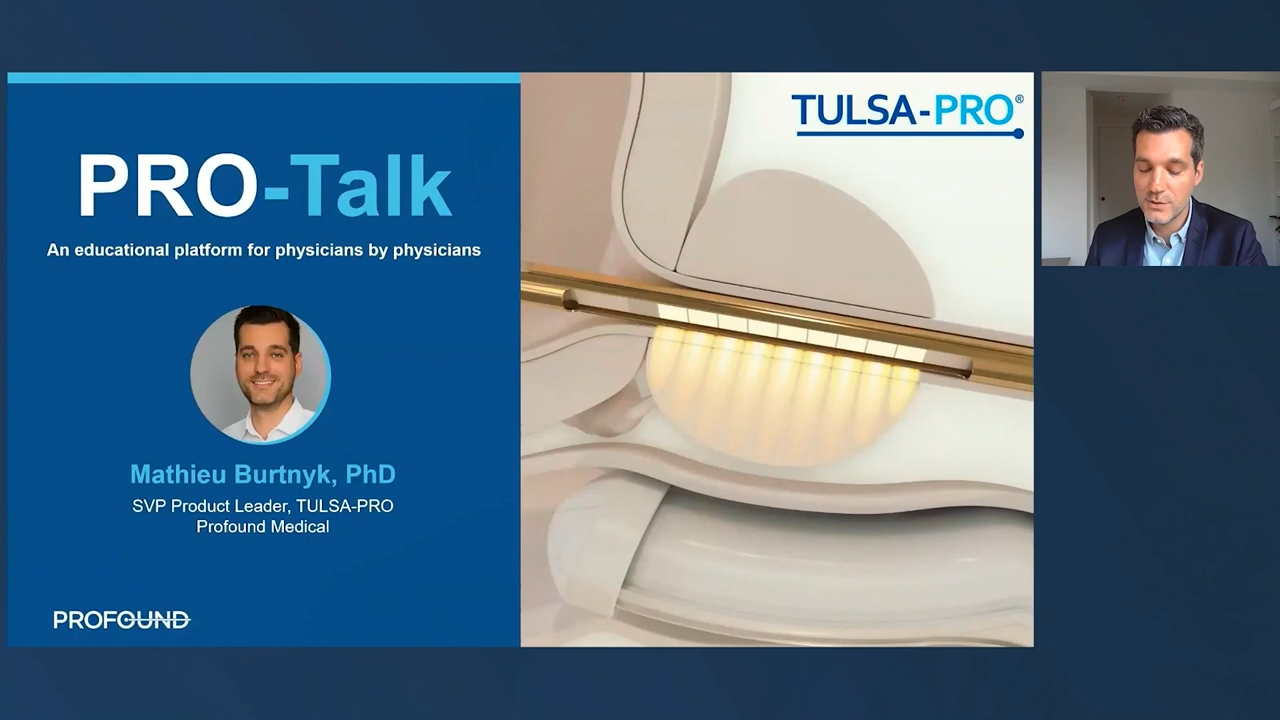 PRO-Talk
An educational platform for physicians by physicians
Mathieu Burtnyk, PhD
SVP Product Leader, TULSA-PRO
Profound Medical
PROFOUND
TULSA-PRO®